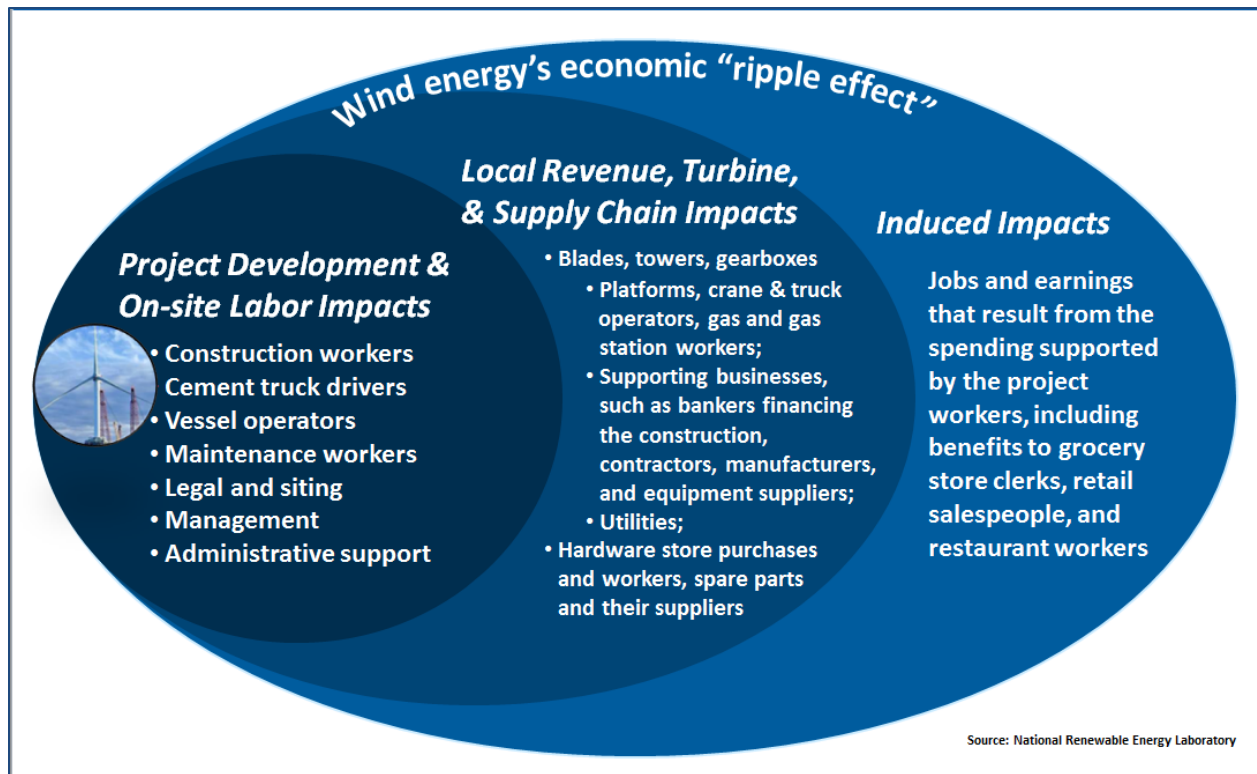 Wind energy's economic “ripple effect”
Project Development &
On-site Labor Impacts
• Construction workers
Cement truck drivers
• Vessel operators
• Maintenance workers
• Legal and siting
• Management
• Administrative support
Local Revenue, Turbine,
& Supply Chain Impacts
• Blades, towers, gearboxes
• Platforms, crane & truck
operators, gas and gas
station workers;
• Supporting businesses,
such as bankers financing
the construction,
contractors, manufacturers,
and equipment suppliers;
• Utilities;
• Hardware store purchases
and workers, spare parts
and their suppliers
Induced Impacts
Jobs and earnings
that result from the
spending supported
by the project
workers, including
benefits to grocery
store clerks, retail
salespeople, and
restaurant workers
Source: National Renewable Energy Laboratory